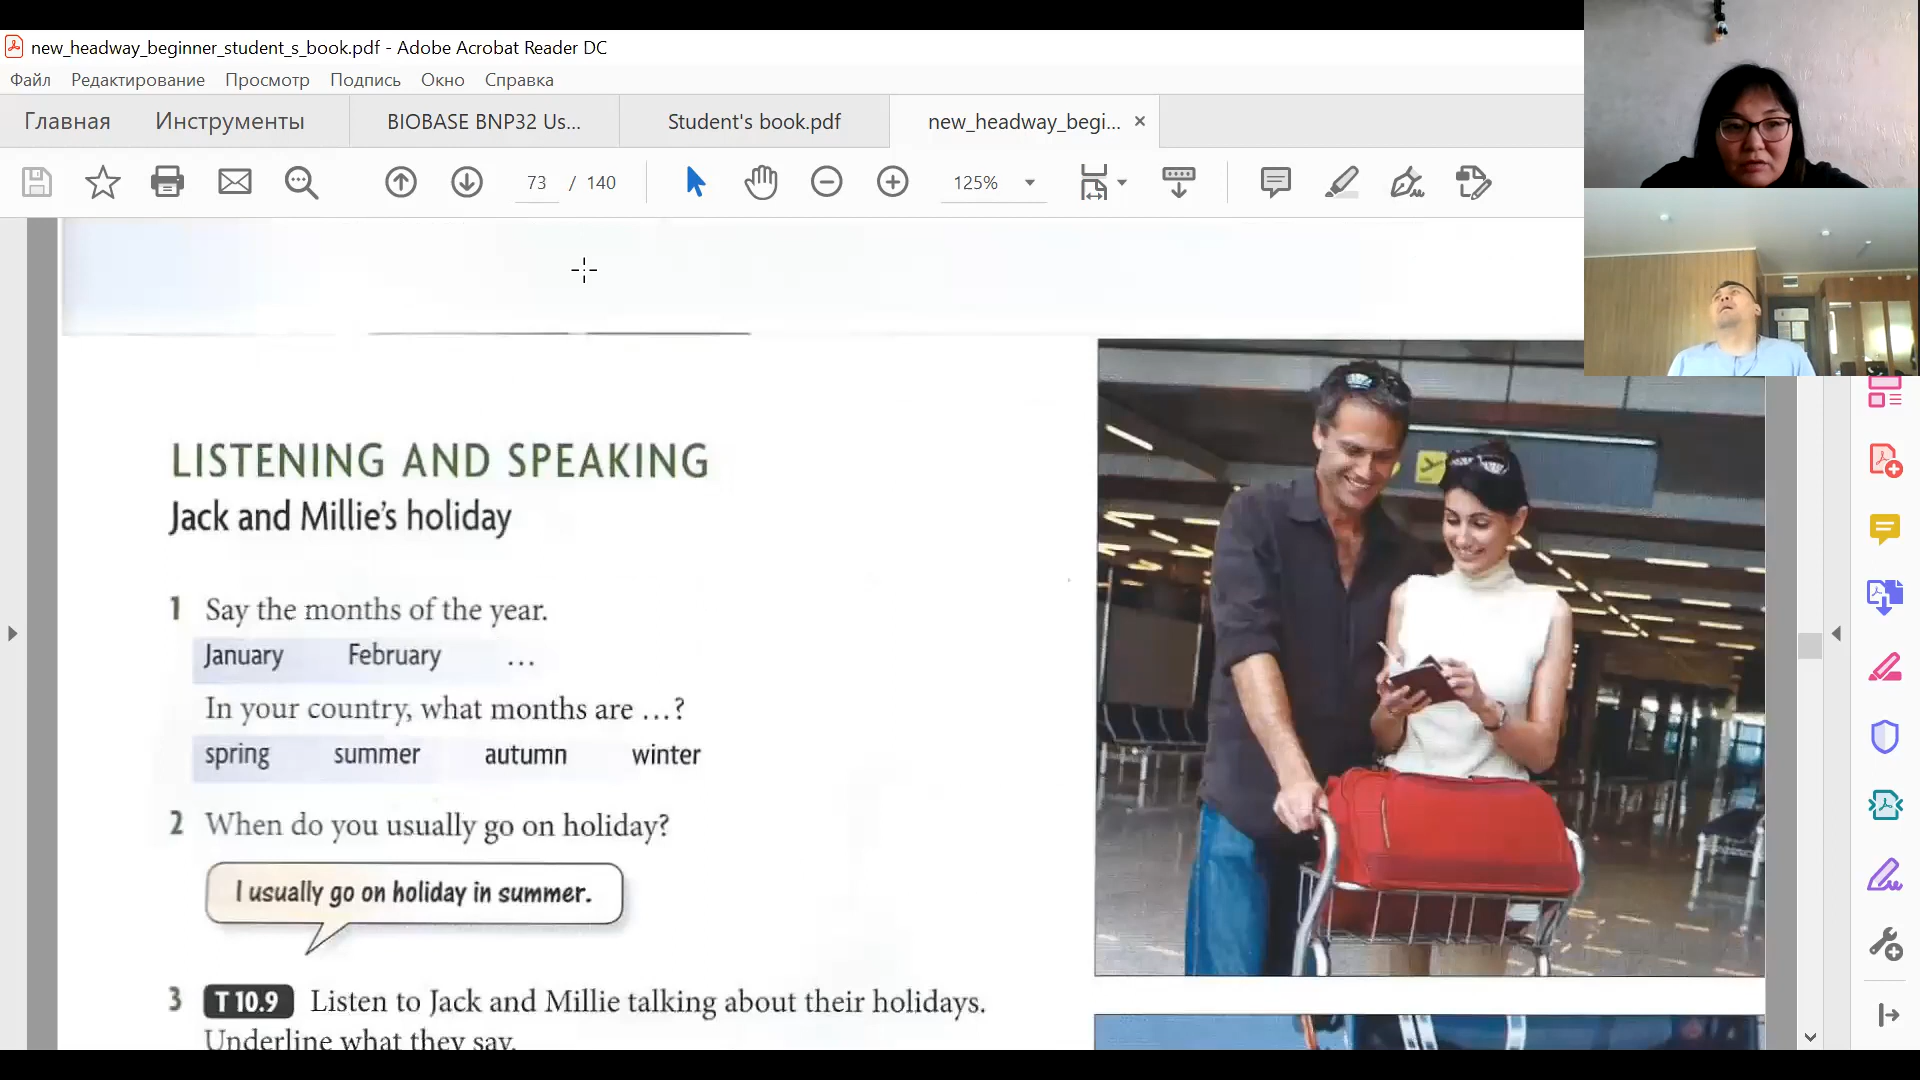 new_headway_beginner_student_s_book.pdf - Adobe Acrobat Reader DC
Файл Редактирование Просмотр Подпись Окно Справка
Главная Инструменты BIOBASE BNP32 Us... Student's book.pdf new_headway_begi... ×
73 / 140 125%
LISTENING AND SPEAKING
Jack and Millie's holiday
1 Say the months of the year.
January February ...
In your country, what months are ...?
spring summer autumn winter
2 When do you usually go on holiday?
I usually go on holiday in summer.
3 T 10.9 Listen to Jack and Millie talking about their holidays.
Underline what they say.